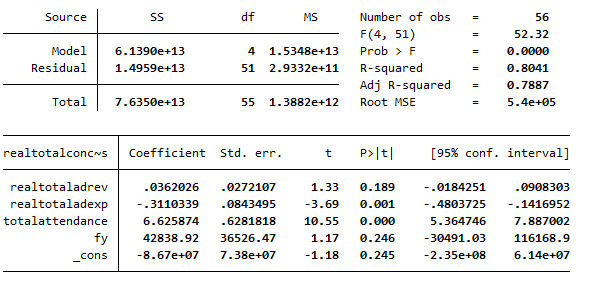 Source SS df MS Number of obs = 56
F(4, 51) = 52.32
Model 6.1390e+13 4 1.5348e+13 Prob > F = 0.0000
Residual 1.4959e+13 51 2.9332e+11 R-squared = 0.8041
Adj R-squared = 0.7887
Total 7.6350e+13 55 1.3882e+12 Root MSE = 5.4e+05
realtotalconc~s Coefficient Std. err. t P>|t| [95% conf. interval]
realtotaladrev .0362026 .0272107 1.33 0.189 -.0184251 .0908303
realtotaladexp -.3110339 .0843495 -3.69 0.001 -.4803725 -.1416952
totalattendance 6.625874 .6281818 10.55 0.000 5.364746 7.887002
fy 42838.92 36526.47 1.17 0.246 -30491.03 116168.9
_cons -8.67e+07 7.38e+07 -1.18 0.245 -2.35e+08 6.14e+07